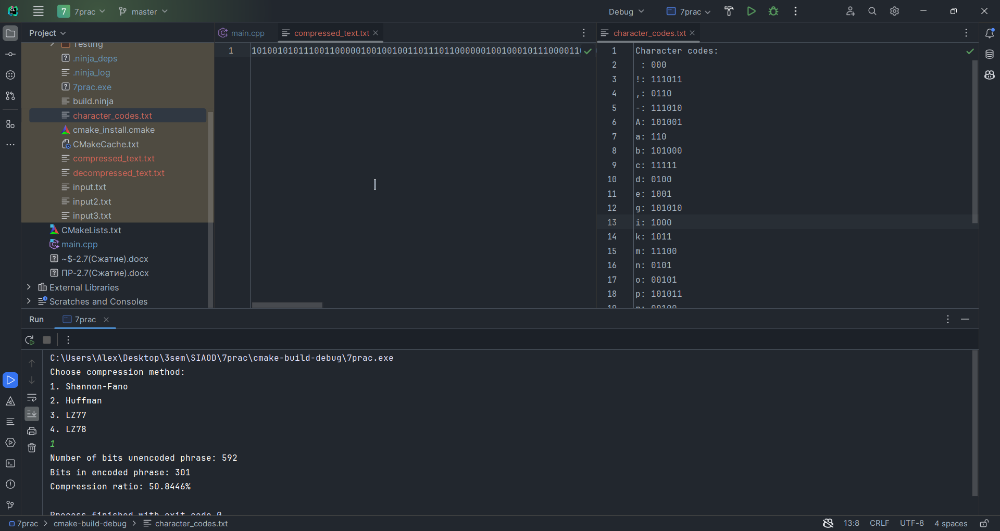 7 7prac master Debug 7prac
Project
main.cpp compressed_text.txt character_codes.txt
Testing
.ninja_deps
.ninja_log
7prac.exe
build.ninja
character_codes.txt
cmake_install.cmake
CMakeCache.txt
compressed_text.txt
decompressed_text.txt
input.txt
input2.txt
input3.txt
CMakeLists.txt
main.cpp
~$-2.7(Сжатие).docx
ПР-2.7(Сжатие).docx
External Libraries
Scratches and Consoles
1 101001010111001100000100100100110111011000000100100010111000011
1 Character codes:
2  : 000
3 !: 111011
4 ,: 0110
5 -: 111010
6 A: 101001
7 a: 110
8 b: 101000
9 c: 11111
10 d: 0100
11 e: 1001
12 g: 101010
13 i: 1000
14 k: 1011
15 m: 11100
16 n: 0101
17 o: 00101
18 p: 101011
19 r: 00100
Run 7prac
C:\Users\Alex\Desktop\3sem\SIAOD\7prac\cmake-build-debug\7prac.exe
Choose compression method:
1. Shannon-Fano
2. Huffman
3. LZ77
4. LZ78
1
Number of bits unencoded phrase: 592
Bits in encoded phrase: 301
Compression ratio: 50.8446%
Process finished with exit code 0
7prac cmake-build-debug character_codes.txt
13:8 CRLF UTF-8 4 spaces